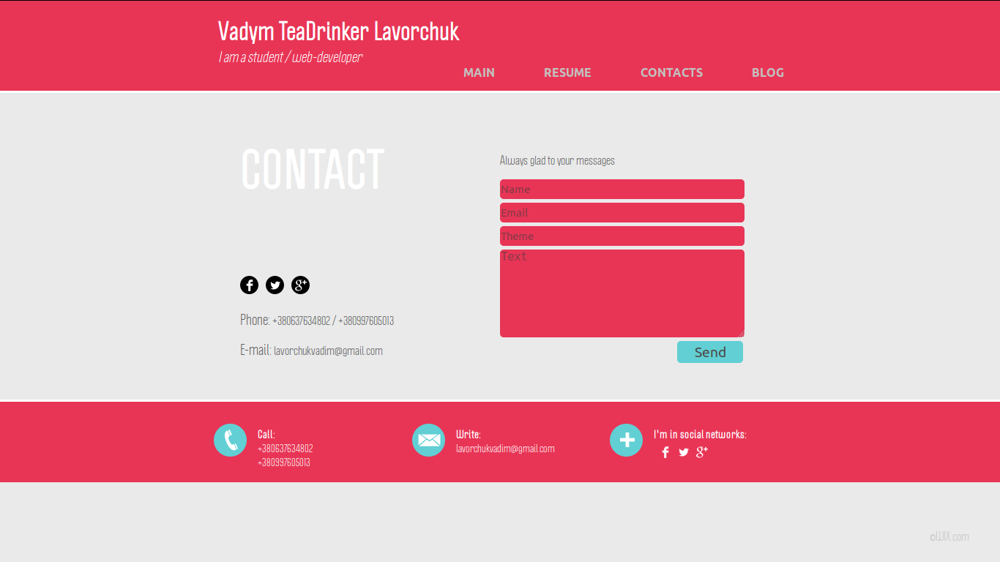 Vadym TeaDrinker Lavorchuk
I am a student / web-developer
MAIN RESUME CONTACTS BLOG
CONTACT
Phone: +380637634802 / +380997605013
E-mail: lavorchukvadim@gmail.com
Always glad to your messages
Name
Email
Theme
Text
Send
Call:
+380637634802
+380997605013
Write:
lavorchukvadim@gmail.com
I'm in social networks:
©WIX.com